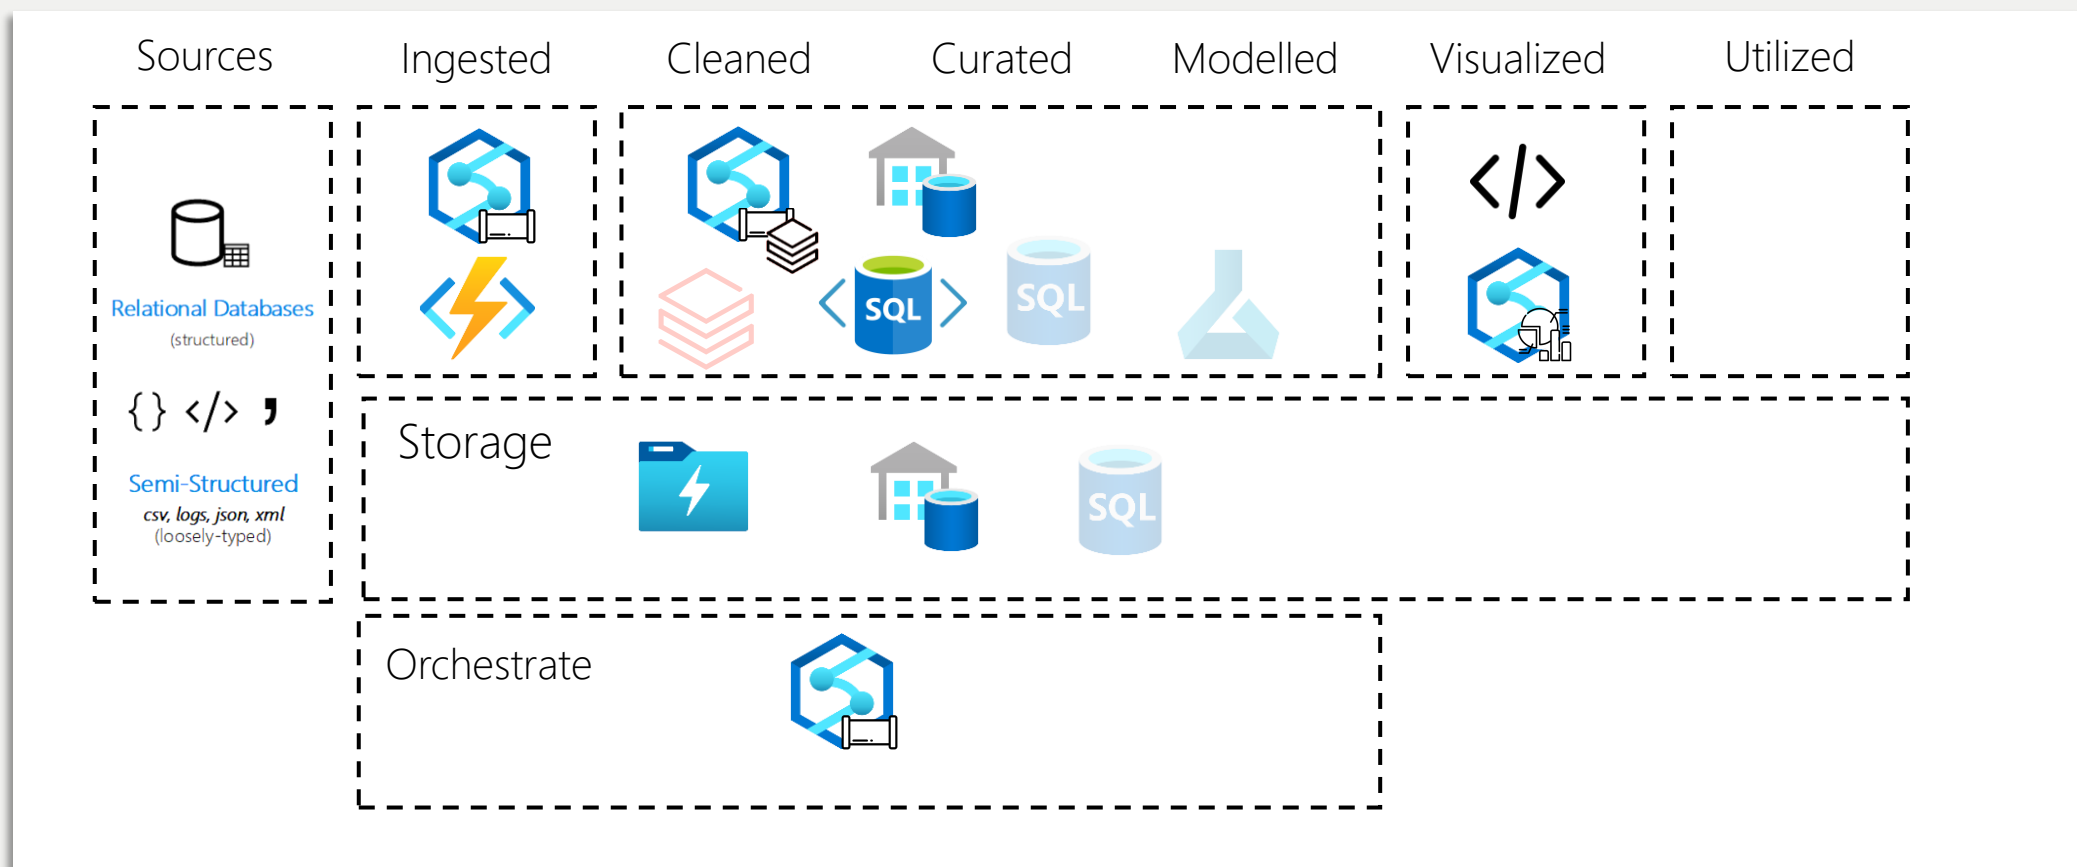 Sources
Ingested
Cleaned
Curated
Modelled
Visualized
Utilized
Relational Databases
(structured)
{} </> ,
Semi-Structured
csv, logs, json, xml
(loosely-typed)
SQL
SQL
</>
Storage
SQL
Orchestrate